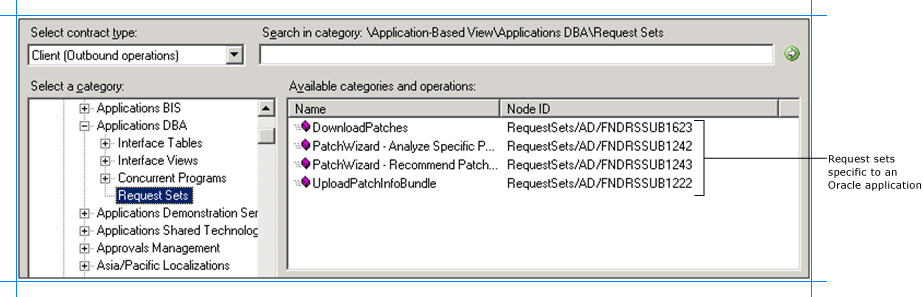 Select contract type:
Search in category: \Application-Based View\Applications DBA\Request Sets
Client (Outbound operations)
Select a category:
Available categories and operations:
Applications BIS
Applications DBA
Interface Tables
Interface Views
Concurrent Programs
Request Sets
Applications Demonstration Ser
Applications Shared Technolog
Approvals Management
Asia/Pacific Localizations
Name Node ID
DownloadPatches RequestSets/AD/FNDRSSUB1623
PatchWizard - Analyze Specific P... RequestSets/AD/FNDRSSUB1242
PatchWizard - Recommend Patch... RequestSets/AD/FNDRSSUB1243
UploadPatchInfoBundle RequestSets/AD/FNDRSSUB1222
Request sets
specific to an
Oracle application